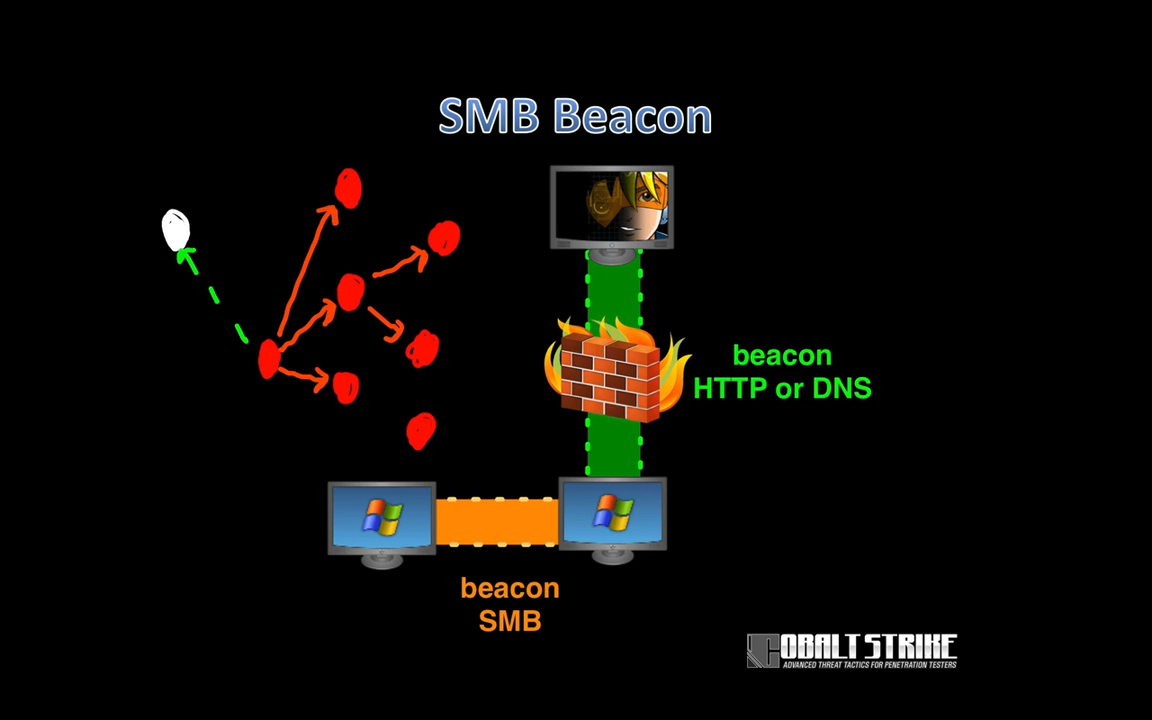 SMB Beacon
beacon
HTTP or DNS
beacon
SMB
COBALT STRIKE
ADVANCED THREAT TACTICS FOR PENETRATION TESTERS